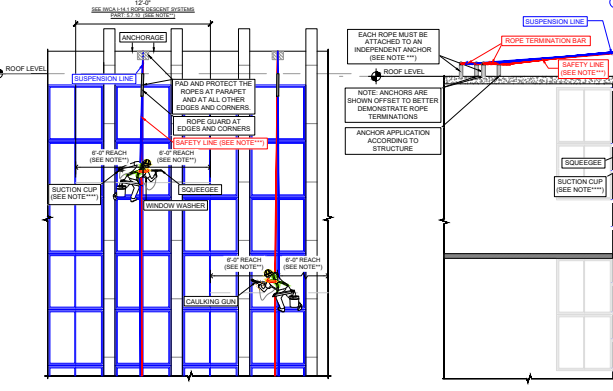 12'-0"
SEE IWCA I-14.1 ROPE DESCENT SYSTEMS
PART: 5.7.10 (SEE NOTE**)
ANCHORAGE
ROOF LEVEL
SUSPENSION LINE
PAD AND PROTECT THE
ROPES AT PARAPET
AND AT ALL OTHER
EDGES AND CORNERS.
ROPE GUARD AT
EDGES AND CORNERS
SAFETY LINE (SEE NOTE***)
6'-0" REACH
(SEE NOTE**)
6'-0" REACH
(SEE NOTE**)
SUCTION CUP
(SEE NOTE****)
SQUEEGEE
WINDOW WASHER
6'-0" REACH
(SEE NOTE**)
6'-0" REACH
(SEE NOTE**)
CAULKING GUN
EACH ROPE MUST BE
ATTACHED TO AN
INDEPENDENT ANCHOR
(SEE NOTE ***)
SUSPENSION LINE
ROPE TERMINATION BAR
SAFETY LINE
(SEE NOTE***)
ROOF LEVEL
NOTE: ANCHORS ARE
SHOWN OFFSET TO BETTER
DEMONSTRATE ROPE
TERMINATIONS
ANCHOR APPLICATION
ACCORDING TO
STRUCTURE
SQUEEGEE
SUCTION CUP
(SEE NOTE****)